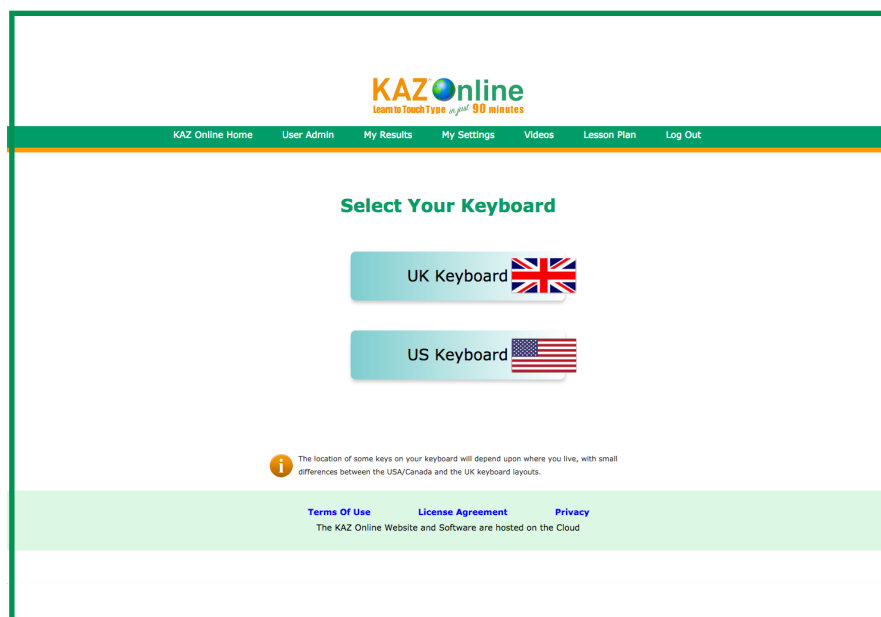 KAZ Online
Learn to Touch Type in just 90 minutes
KAZ Online Home User Admin My Results My Settings Videos Lesson Plan Log Out
Select Your Keyboard
UK Keyboard
US Keyboard
i
The location of some keys on your keyboard will depend upon where you live, with small
differences between the USA/Canada and the UK keyboard layouts.
Terms Of Use License Agreement Privacy
The KAZ Online Website and Software are hosted on the Cloud